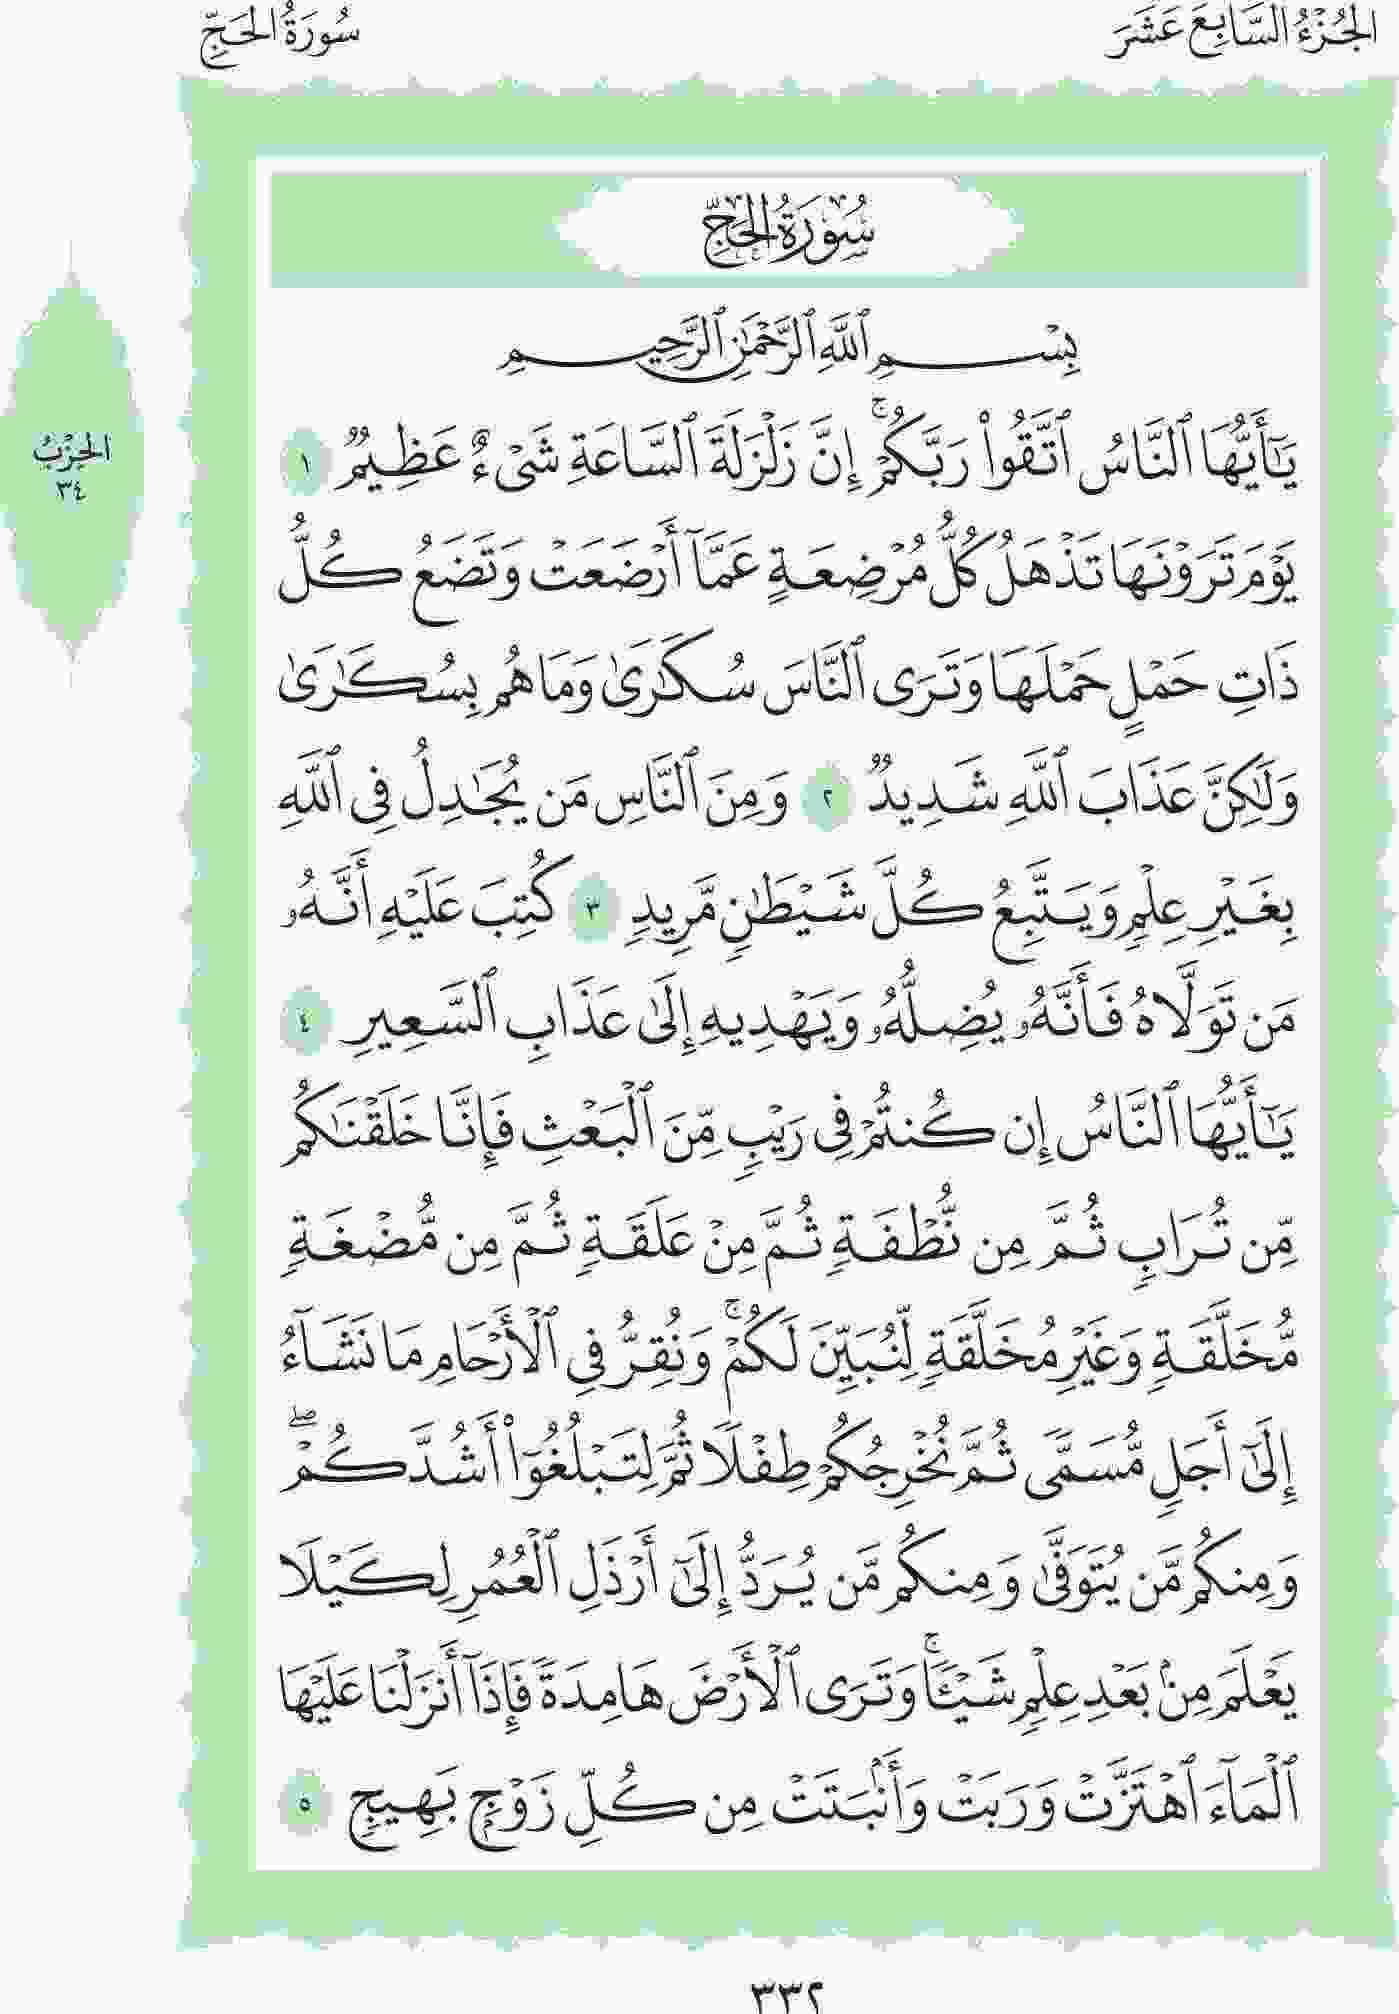 الجُزْءُ السَّابِعَ عَشَرَ
سُورَةُ الحَجِّ
سُورَةُ الحَجِّ
بِسْمِ ٱللَّهِ ٱلرَّحْمَٰنِ ٱلرَّحِيمِ
يَٰٓأَيُّهَا ٱلنَّاسُ ٱتَّقُوا۟ رَبَّكُمْ ۚ إِنَّ زَلْزَلَةَ ٱلسَّاعَةِ شَىْءٌ عَظِيمٌ ١
يَوْمَ تَرَوْنَهَا تَذْهَلُ كُلُّ مُرْضِعَةٍ عَمَّآ أَرْضَعَتْ وَتَضَعُ كُلُّ
ذَاتِ حَمْلٍ حَمْلَهَا وَتَرَى ٱلنَّاسَ سُكَٰرَىٰ وَمَا هُم بِسُكَٰرَىٰ
وَلَٰكِنَّ عَذَابَ ٱللَّهِ شَدِيدٌ ٢ وَمِنَ ٱلنَّاسِ مَن يُجَٰدِلُ فِى ٱللَّهِ
بِغَيْرِ عِلْمٍ وَيَتَّبِعُ كُلَّ شَيْطَٰنٍ مَّرِيدٍ ٣ كُتِبَ عَلَيْهِ أَنَّهُۥ
مَن تَوَلَّاهُ فَأَنَّهُۥ يُضِلُّهُۥ وَيَهْدِيهِ إِلَىٰ عَذَابِ ٱلسَّعِيرِ ٤
يَٰٓأَيُّهَا ٱلنَّاسُ إِن كُنتُمْ فِى رَيْبٍ مِّنَ ٱلْبَعْثِ فَإِنَّا خَلَقْنَٰكُم
مِّن تُرَابٍ ثُمَّ مِن نُّطْفَةٍ ثُمَّ مِنْ عَلَقَةٍ ثُمَّ مِن مُّضْغَةٍ
مُّخَلَّقَةٍ وَغَيْرِ مُخَلَّقَةٍ لِّنُبَيِّنَ لَكُمْ ۚ وَنُقِرُّ فِى ٱلْأَرْحَامِ مَا نَشَآءُ
إِلَىٰٓ أَجَلٍ مُّسَمًّى ثُمَّ نُخْرِجُكُمْ طِفْلًا ثُمَّ لِتَبْلُغُوٓا۟ أَشُدَّكُمْ ۖ
وَمِنكُم مَّن يُتَوَفَّىٰ وَمِنكُم مَّن يُرَدُّ إِلَىٰٓ أَرْذَلِ ٱلْعُمُرِ لِكَيْلَا
يَعْلَمَ مِنۢ بَعْدِ عِلْمٍ شَيْـًٔا ۚ وَتَرَى ٱلْأَرْضَ هَامِدَةً فَإِذَآ أَنزَلْنَا عَلَيْهَا
ٱلْمَآءَ ٱهْتَزَّتْ وَرَبَتْ وَأَنۢبَتَتْ مِن كُلِّ زَوْجٍۭ بَهِيجٍ ٥
الحِزْبُ
٣٤
٣٣٢